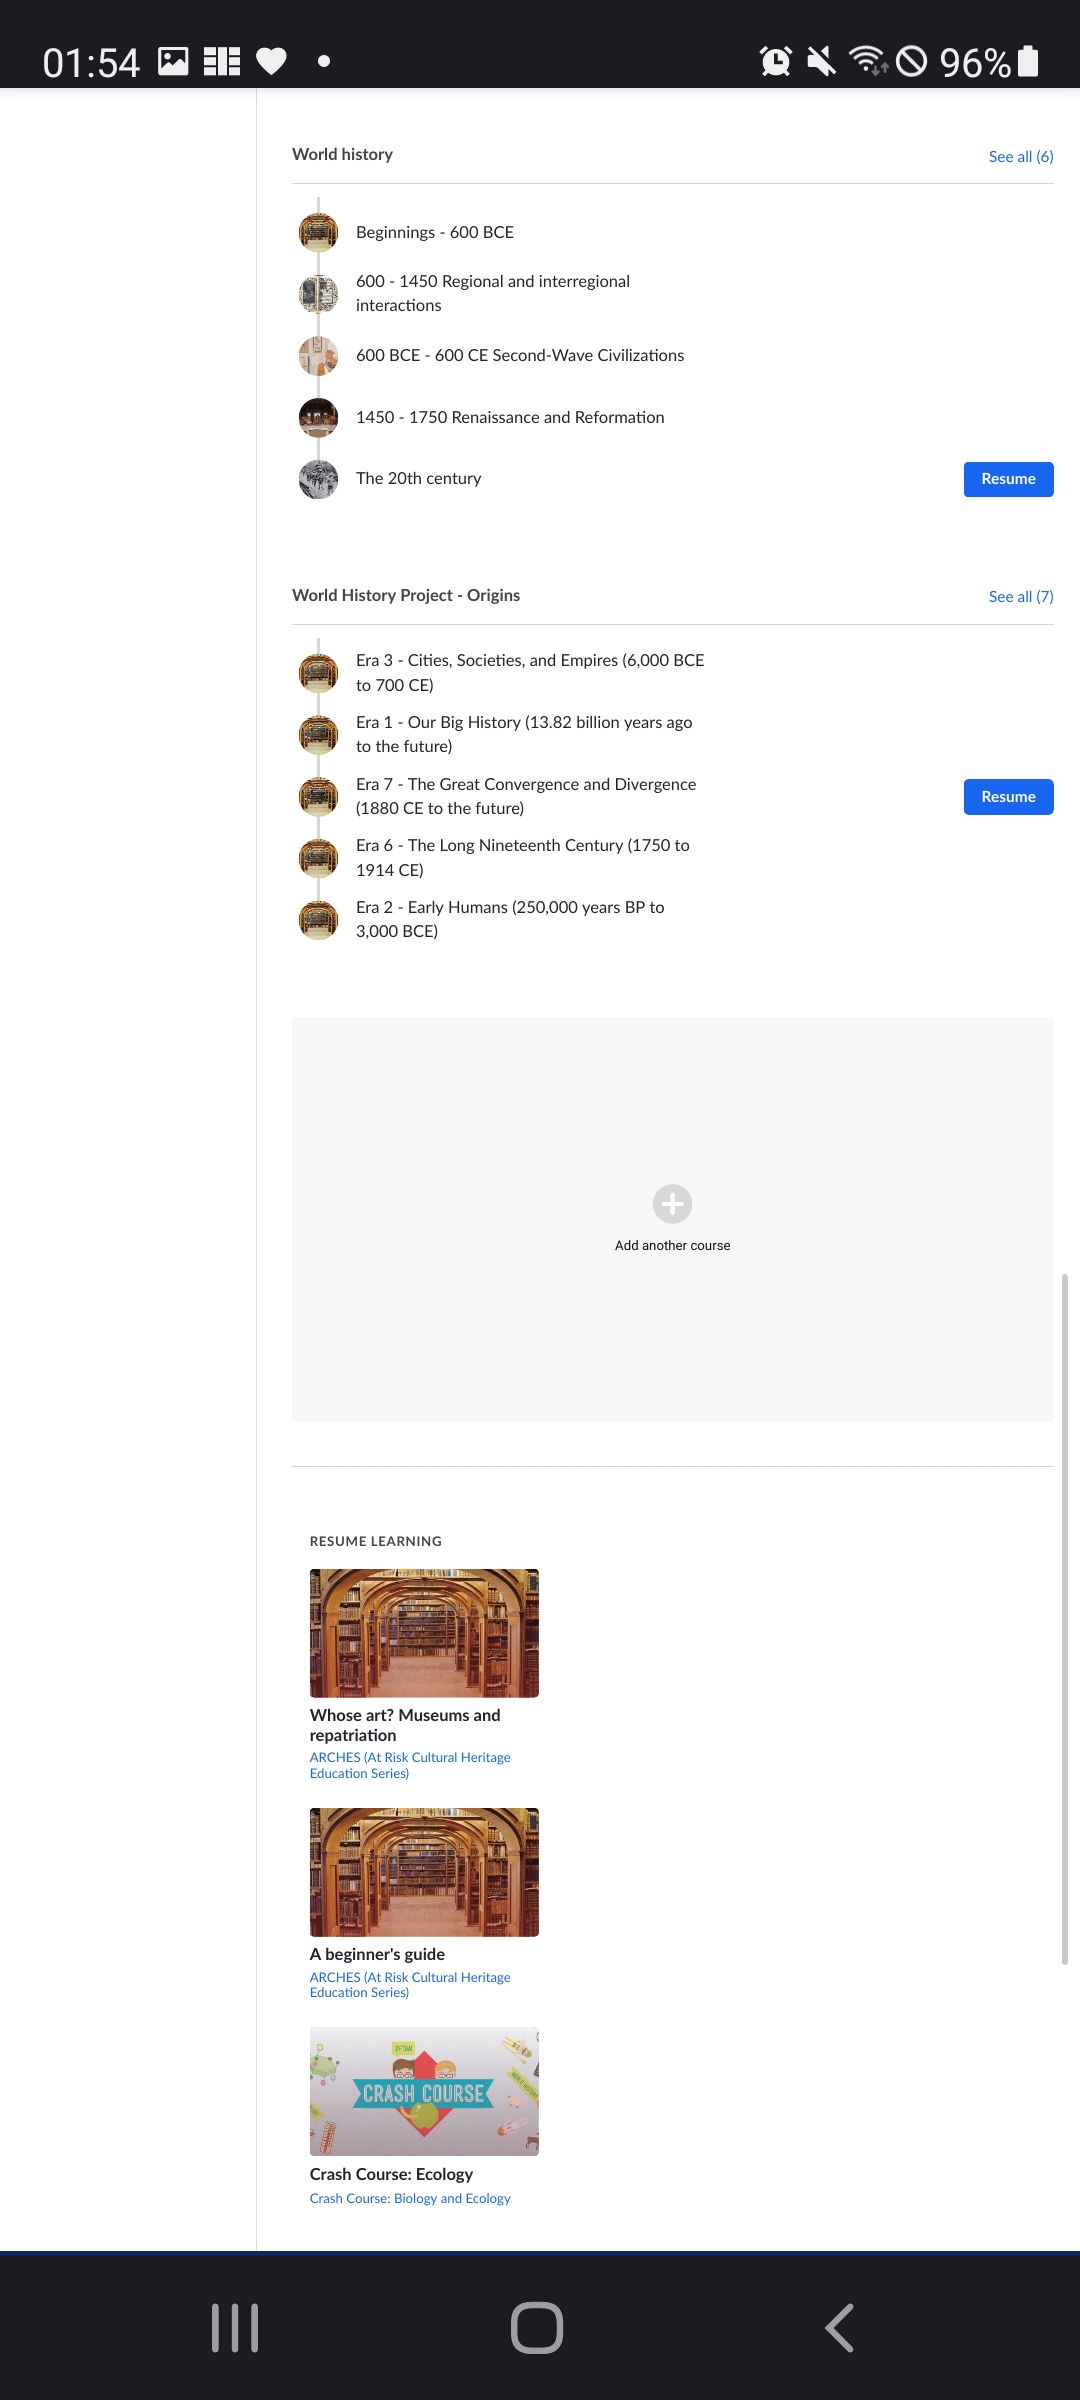 01:54
96%
World history
See all (6)
Beginnings - 600 BCE
600 - 1450 Regional and interregional
interactions
600 BCE - 600 CE Second-Wave Civilizations
1450 - 1750 Renaissance and Reformation
The 20th century
Resume
World History Project - Origins
See all (7)
Era 3 - Cities, Societies, and Empires (6,000 BCE
to 700 CE)
Era 1 - Our Big History (13.82 billion years ago
to the future)
Era 7 - The Great Convergence and Divergence
(1880 CE to the future)
Resume
Era 6 - The Long Nineteenth Century (1750 to
1914 CE)
Era 2 - Early Humans (250,000 years BP to
3,000 BCE)
Add another course
RESUME LEARNING
Whose art? Museums and
repatriation
ARCHES (At Risk Cultural Heritage
Education Series)
A beginner's guide
ARCHES (At Risk Cultural Heritage
Education Series)
DFTBA!
CRASH COURSE
Crash Course: Ecology
Crash Course: Biology and Ecology